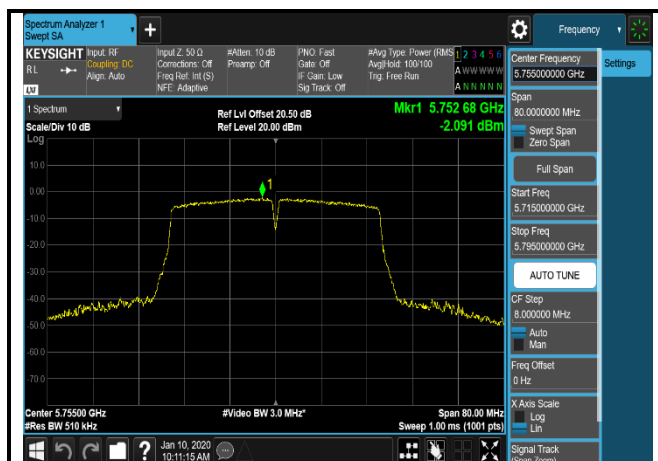 Spectrum Analyzer 1
Swept SA
+
Frequency
KEYSIGHT
R L
LXI
Input: RF
Coupling: DC
Align: Auto
Input Z: 50 Ω
Corrections: Off
Freq Ref: Int (S)
NFE: Adaptive
#Atten: 10 dB
Preamp: Off
PNO: Fast
Gate: Off
IF Gain: Low
Sig Track: Off
#Avg Type: Power (RMS
Avg|Hold: 100/100
Trig: Free Run
1 2 3 4 5 6
A W W W W W
A N N N N N
1 Spectrum
Scale/Div 10 dB
Ref Lvl Offset 20.50 dB
Ref Level 20.00 dBm
Mkr1 5.752 68 GHz
-2.091 dBm
Log
10.0
0.00
-10.0
-20.0
-30.0
-40.0
-50.0
-60.0
-70.0
1
Center 5.75500 GHz
#Res BW 510 kHz
#Video BW 3.0 MHz*
Span 80.00 MHz
Sweep 1.00 ms (1001 pts)
Jan 10, 2020
10:11:15 AM
?
Center Frequency
5.755000000 GHz
Settings
Span
80.0000000 MHz
Swept Span
Zero Span
Full Span
Start Freq
5.715000000 GHz
Stop Freq
5.795000000 GHz
AUTO TUNE
CF Step
8.000000 MHz
Auto
Man
Freq Offset
0 Hz
X Axis Scale
Log
Lin
Signal Track
(Span Zoom)